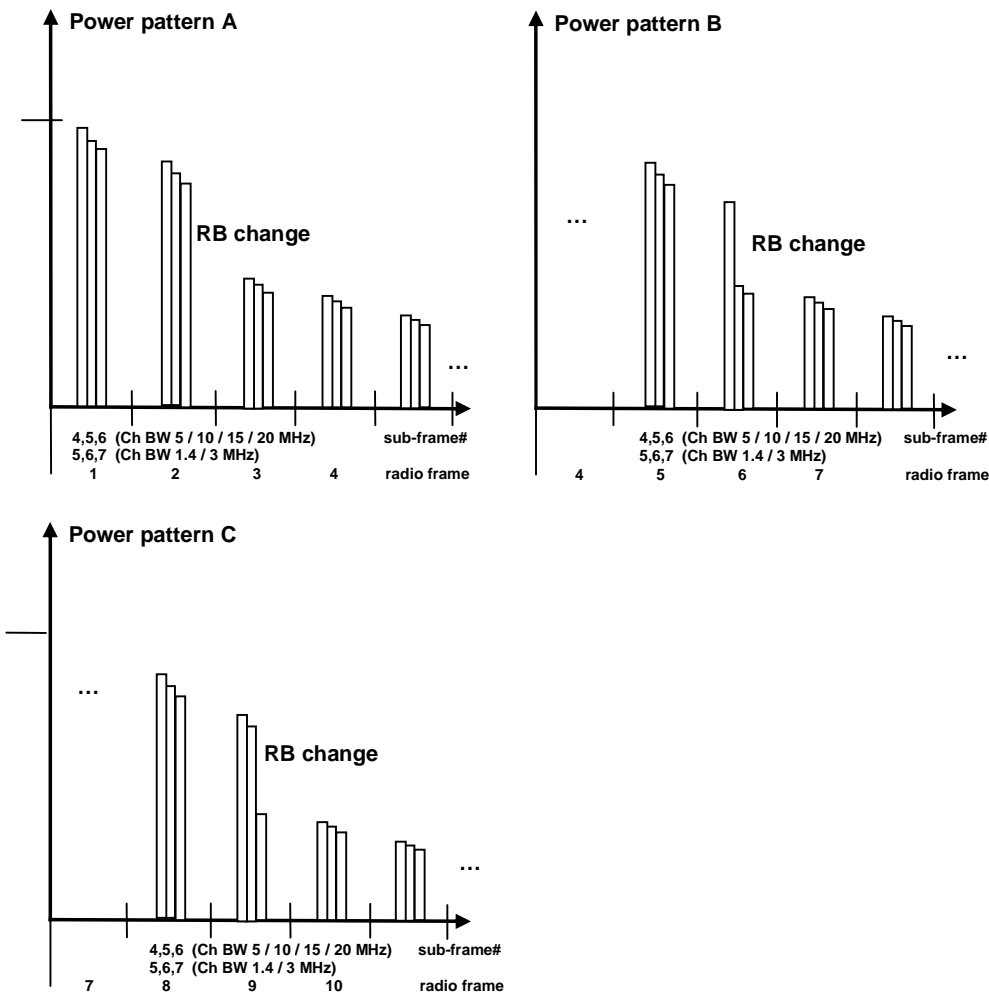 Power pattern A
RB change
...
4,5,6 (Ch BW 5 / 10 / 15 / 20 MHz) sub-frame#
5,6,7 (Ch BW 1.4 / 3 MHz)
1 2 3 4 radio frame
Power pattern B
...
RB change
...
4,5,6 (Ch BW 5 / 10 / 15 / 20 MHz) sub-frame#
5,6,7 (Ch BW 1.4 / 3 MHz)
4 5 6 7 radio frame
Power pattern C
...
RB change
...
4,5,6 (Ch BW 5 / 10 / 15 / 20 MHz) sub-frame#
5,6,7 (Ch BW 1.4 / 3 MHz)
7 8 9 10 radio frame